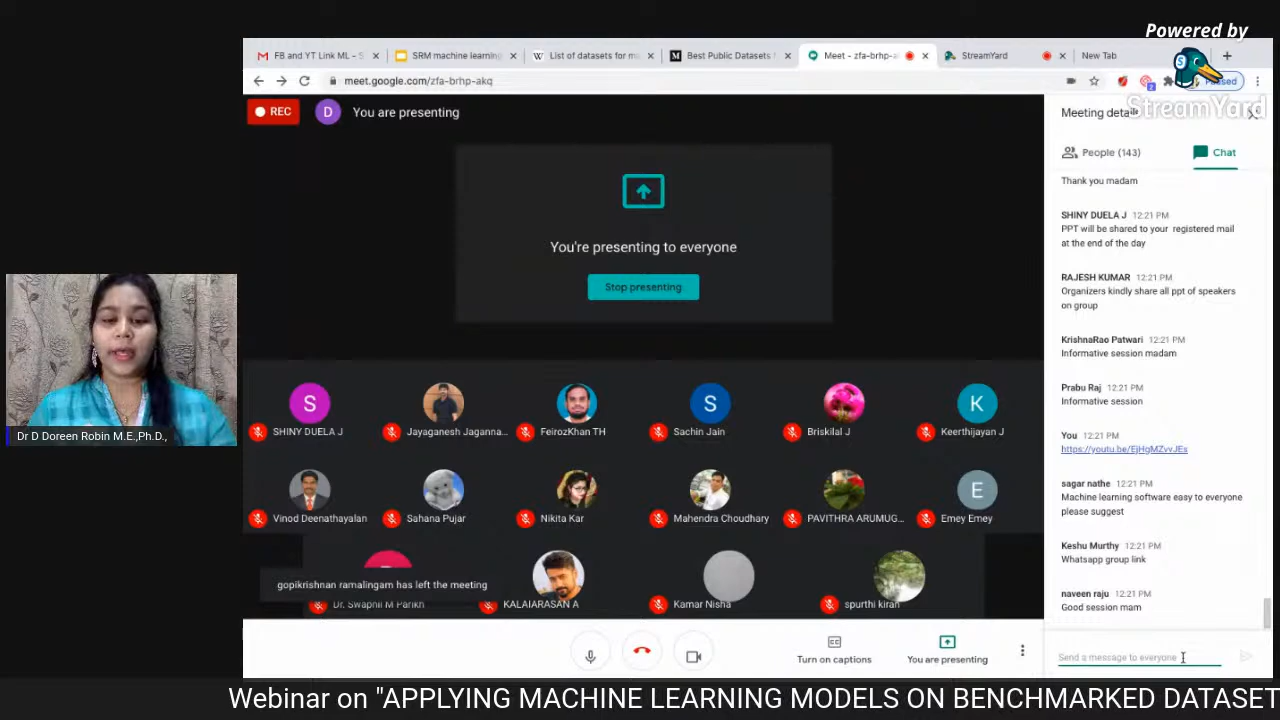 Powered by
StreamYard
FB and YT Link ML - S
SRM machine learning
List of datasets for ma
Best Public Datasets
Meet - zfa-brhp-a
StreamYard
New Tab
meet.google.com/zfa-brhp-akq
Paused
REC
D
You are presenting
Meeting deta
People (143)
Chat
You're presenting to everyone
Stop presenting
Thank you madam
SHINY DUELA J 12:21 PM
PPT will be shared to your registered mail
at the end of the day
RAJESH KUMAR 12:21 PM
Organizers kindly share all ppt of speakers
on group
KrishnaRao Patwari 12:21 PM
Informative session madam
Prabu Raj 12:21 PM
Informative session
You 12:21 PM
https://youtu.be/EjHgMZvvJEs
sagar nathe 12:21 PM
Machine learning software easy to everyone
please suggest
Keshu Murthy 12:21 PM
Whatsapp group link
naveen raju 12:21 PM
Good session mam
Send a message to everyone
Dr D Doreen Robin M.E.,Ph.D.,
S
S
K
SHINY DUELA J
Jayaganesh Jaganna...
FeirozKhan TH
Sachin Jain
Briskilal J
Keerthijayan J
E
Vinod Deenathayalan
Sahana Pujar
Nikita Kar
Mahendra Choudhary
PAVITHRA ARUMUG...
Emey Emey
gopikrishnan ramalingam has left the meeting
Dr. Swapnil M Parikh
KALAIARASAN A
Kamar Nisha
spurthi kiran
Turn on captions
You are presenting
Webinar on "APPLYING MACHINE LEARNING MODELS ON BENCHMARKED DATASET